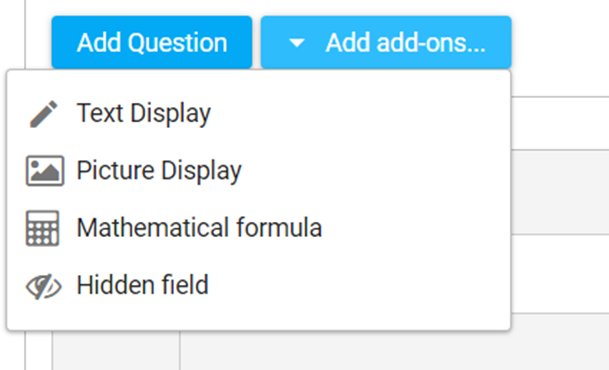 Add Question Add add-ons...
Text Display
Picture Display
Mathematical formula
Hidden field